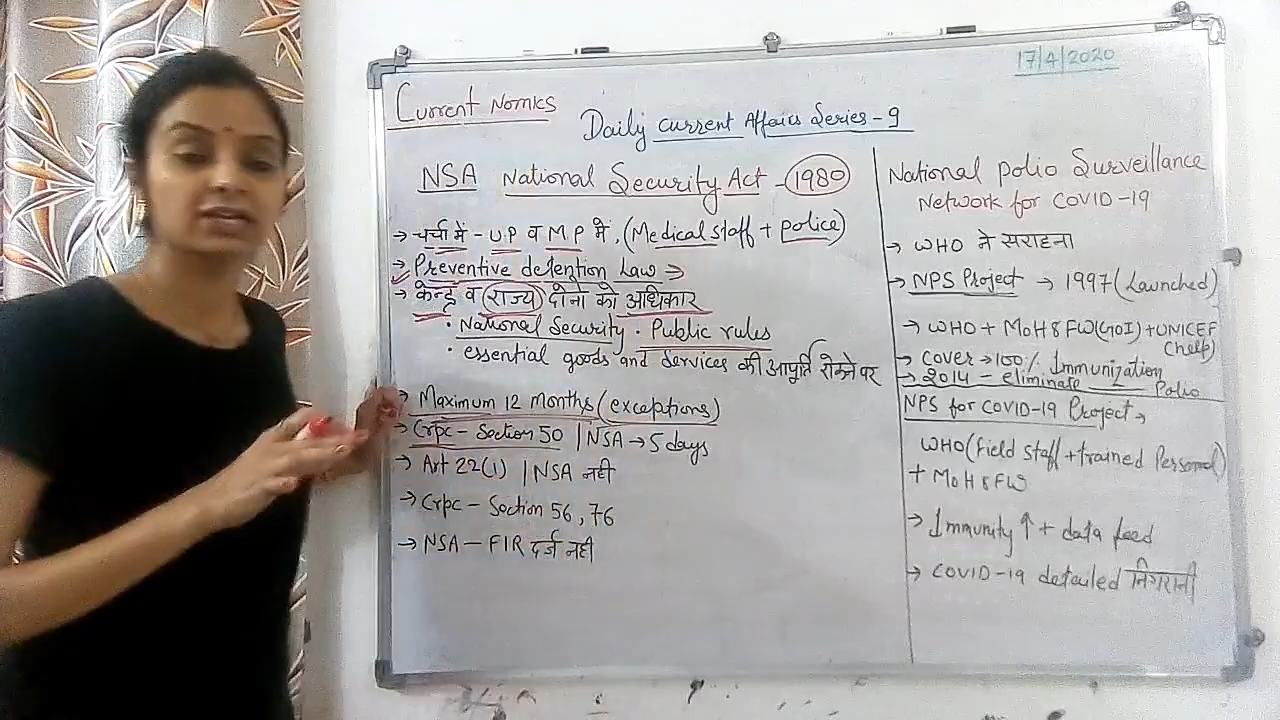 17/4/2020
Current Nomics
Daily Current Affairs Series - 9
NSA National Security Act - 1980
→ चर्चा में - U.P व M P में, (Medical staff + police)
→ Preventive detention Law ⇒
→ केन्द्र व राज्य दोनो को अधिकार
· National Security · Public rules
· essential goods and Services की आपूर्ति रोकने पर
→ Maximum 12 months (exceptions)
→ Crpc - Section 50 | NSA → 5 days
→ Art 22(1) | NSA नही
→ Crpc - Section 56, 76
→ NSA - FIR दर्ज नही
National Polio Surveillance
Network for COVID-19
→ WHO ने सराहना
→ NPS Project → 1997 (Launched)
→ WHO + MoH & FW (GOI) + UNICEF
(help)
→ Cover → 100 % Immunization
→ 2014 - eliminate Polio
NPS for COVID-19 Project →
WHO (field staff + trained Personal)
+ MoH & FW
→ Immunity ↑ + data feed
→ COVID-19 detailed निगरानी